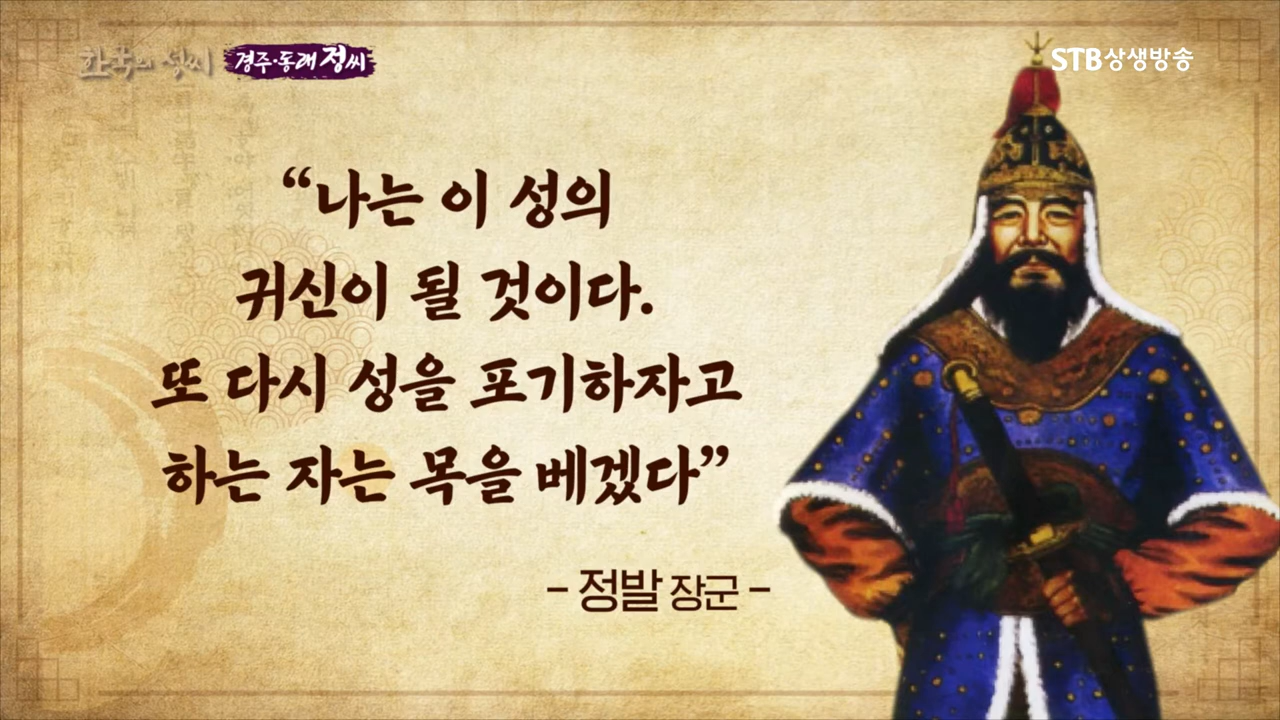 한국의 성씨 경주·동래 정씨
STB상생방송
“나는 이 성의
귀신이 될 것이다.
또 다시 성을 포기하자고
하는 자는 목을 베겠다”
- 정발 장군 -